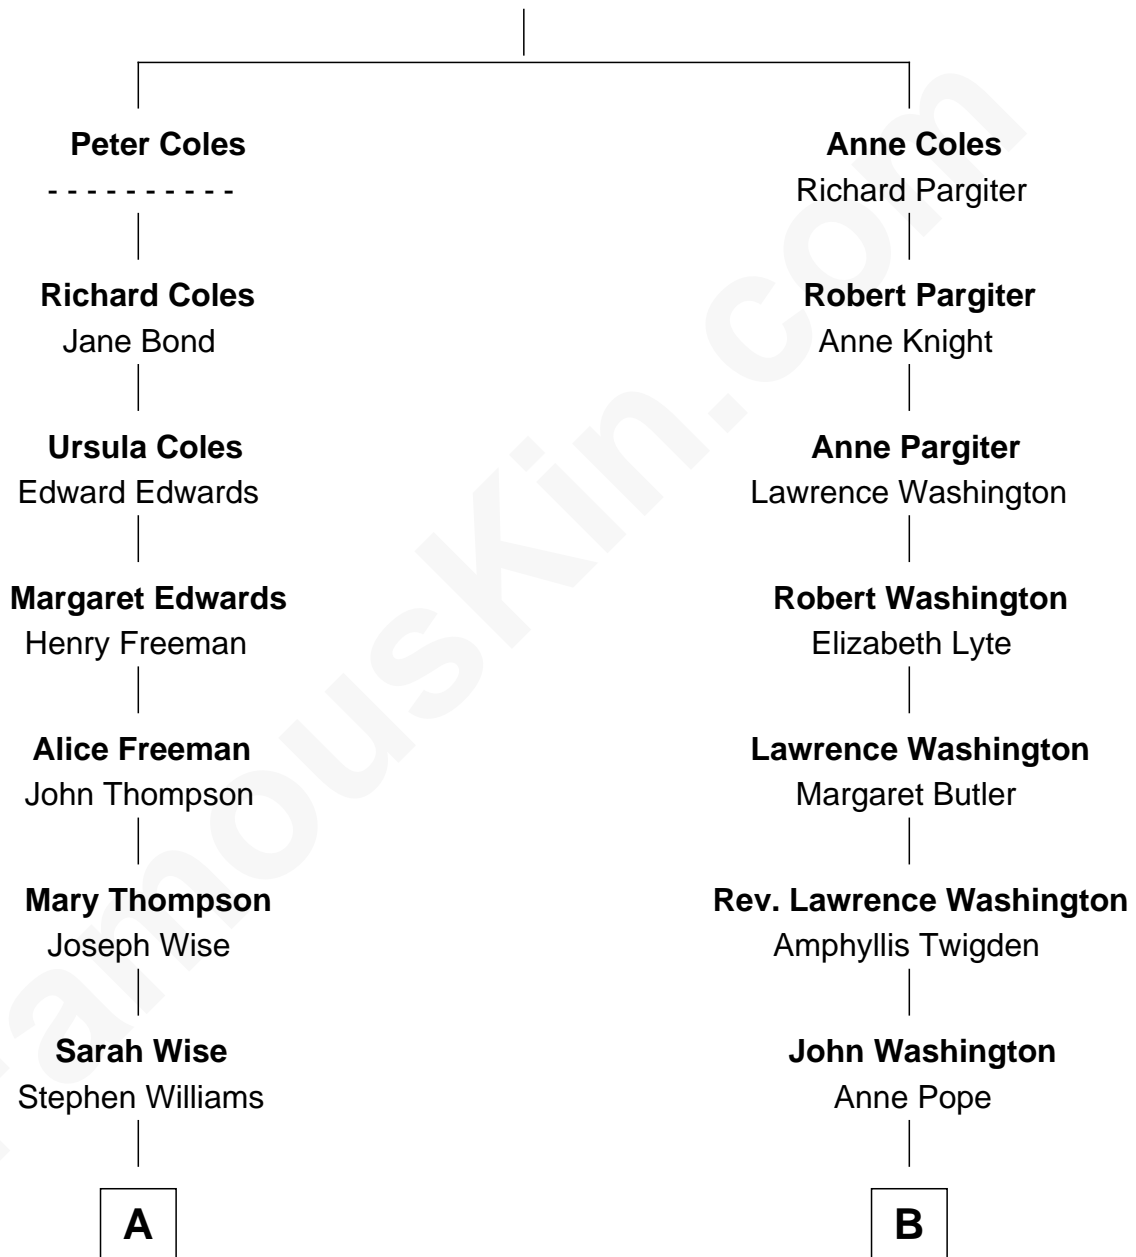 Peter Coles
Anne Coles
- - - - - - - - - -
Richard Pargiter
Richard Coles
Robert Pargiter
Jane Bond
Anne Knight
Ursula Coles
Anne Pargiter
Edward Edwards
Lawrence Washington
Margaret Edwards
Robert Washington
Henry Freeman
Elizabeth Lyte
Alice Freeman
Lawrence Washington
John Thompson
Margaret Butler
Mary Thompson
Rev. Lawrence Washington
Joseph Wise
Amphyllis Twigden
Sarah Wise
John Washington
Stephen Williams
Anne Pope
A
B
FamousKin.com